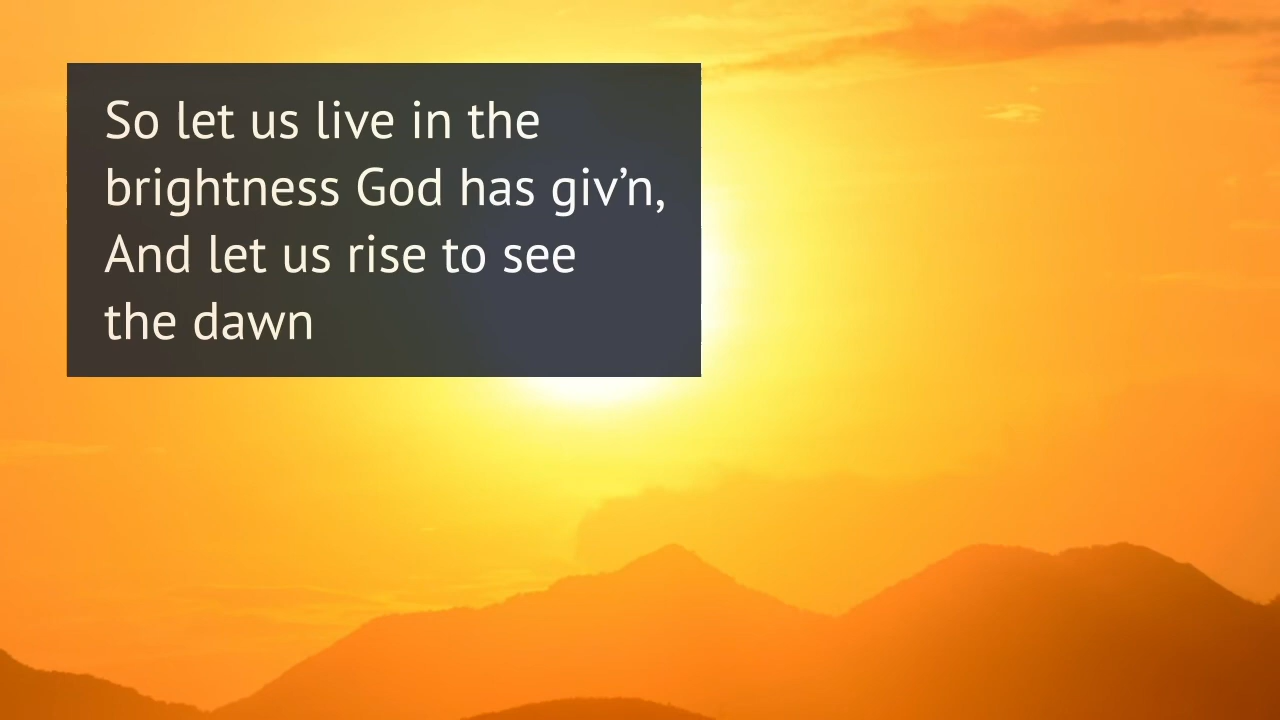 So let us live in the
brightness God has giv’n,
And let us rise to see
the dawn